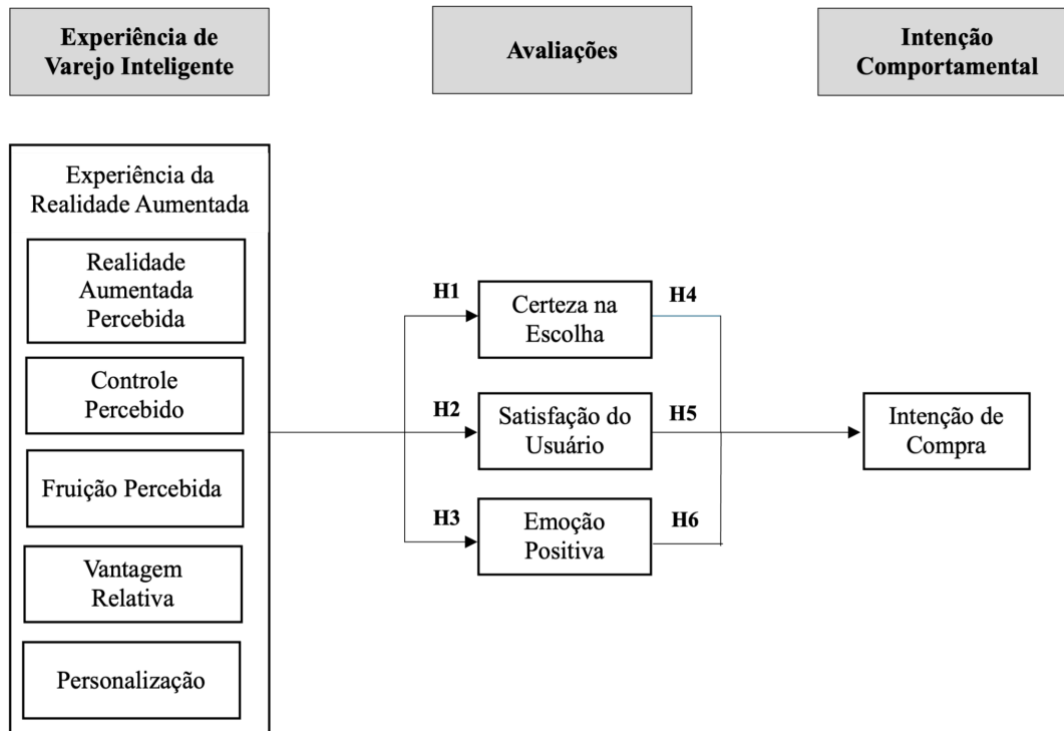 Experiência de
Varejo Inteligente
Avaliações
Intenção
Comportamental
Experiência da
Realidade Aumentada
Realidade
Aumentada
Percebida
Controle
Percebido
Fruição Percebida
Vantagem
Relativa
Personalização
H1
Certeza na
Escolha
H4
H2
Satisfação do
Usuário
H5
H3
Emoção
Positiva
H6
Intenção de
Compra